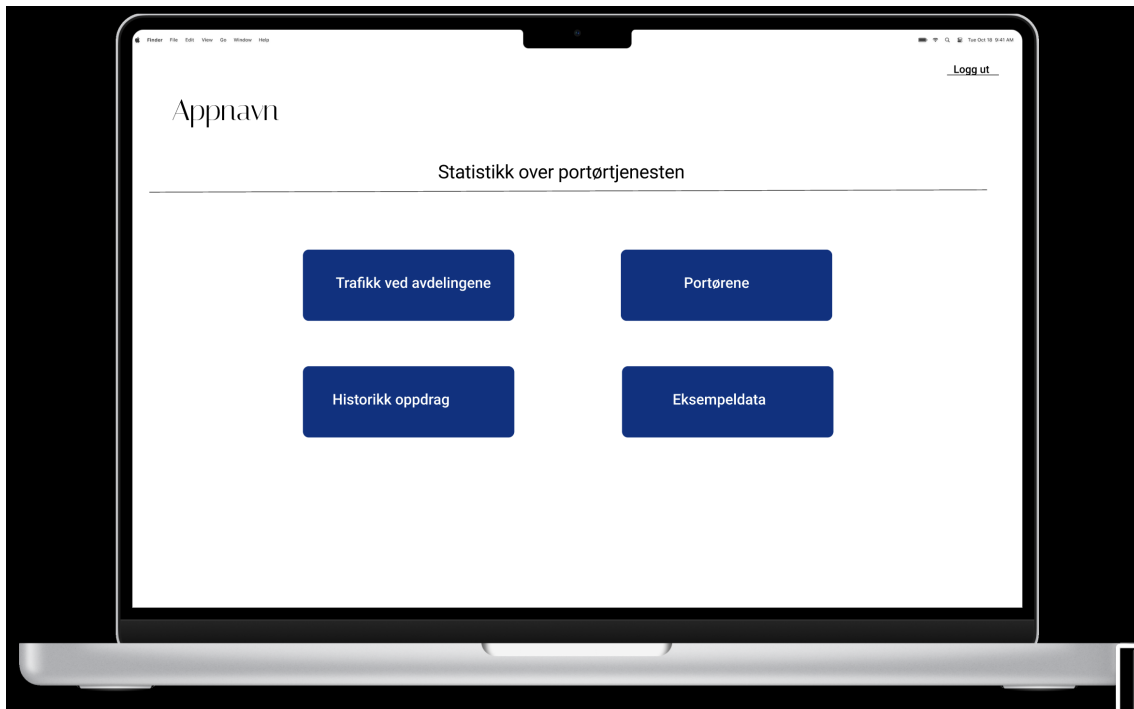 Finder File Edit View Go Window Help
Tue Oct 18 9:41 AM
Logg ut
Appnavn
Statistikk over portørtjenesten
Trafikk ved avdelingene
Portørene
Historikk oppdrag
Eksempeldata